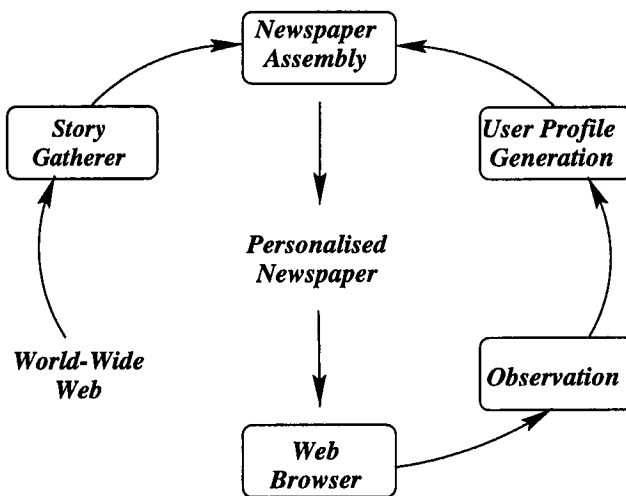 Newspaper
Assembly
Story
Gatherer
User Profile
Generation
Personalised
Newspaper
World-Wide
Web
Observation
Web
Browser